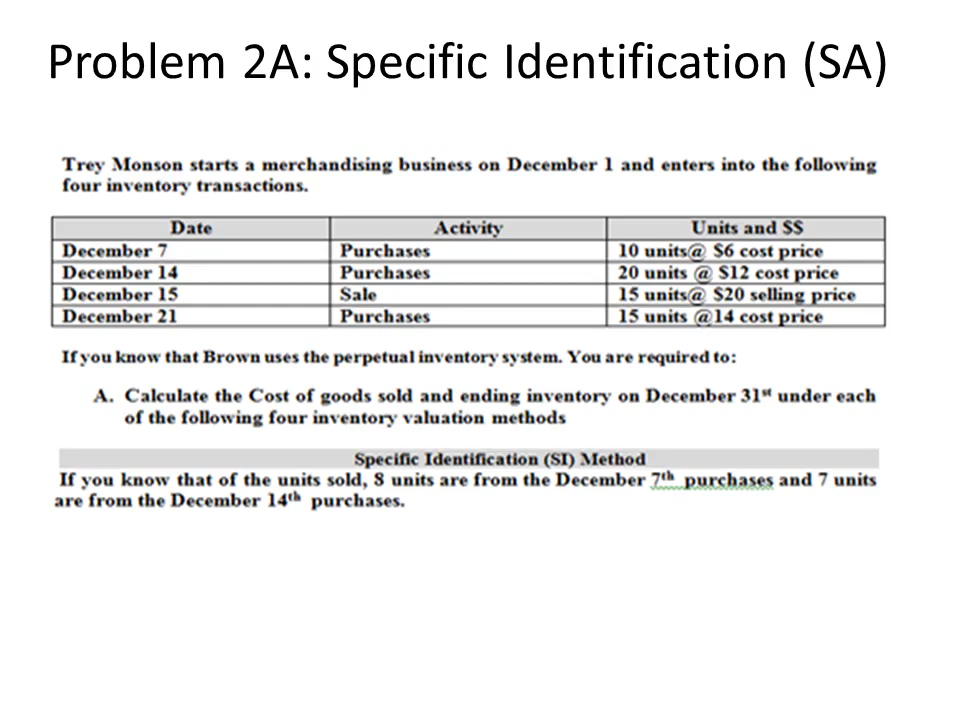 Problem 2A: Specific Identification (SA)
Trey Monson starts a merchandising business on December 1 and enters into the following
four inventory transactions.
Date Activity Units and $$
December 7 Purchases 10 units@ $6 cost price
December 14 Purchases 20 units @ $12 cost price
December 15 Sale 15 units@ $20 selling price
December 21 Purchases 15 units @14 cost price
If you know that Brown uses the perpetual inventory system. You are required to:
A. Calculate the Cost of goods sold and ending inventory on December 31st under each
of the following four inventory valuation methods
Specific Identification (SI) Method
If you know that of the units sold, 8 units are from the December 7th purchases and 7 units
are from the December 14th purchases.